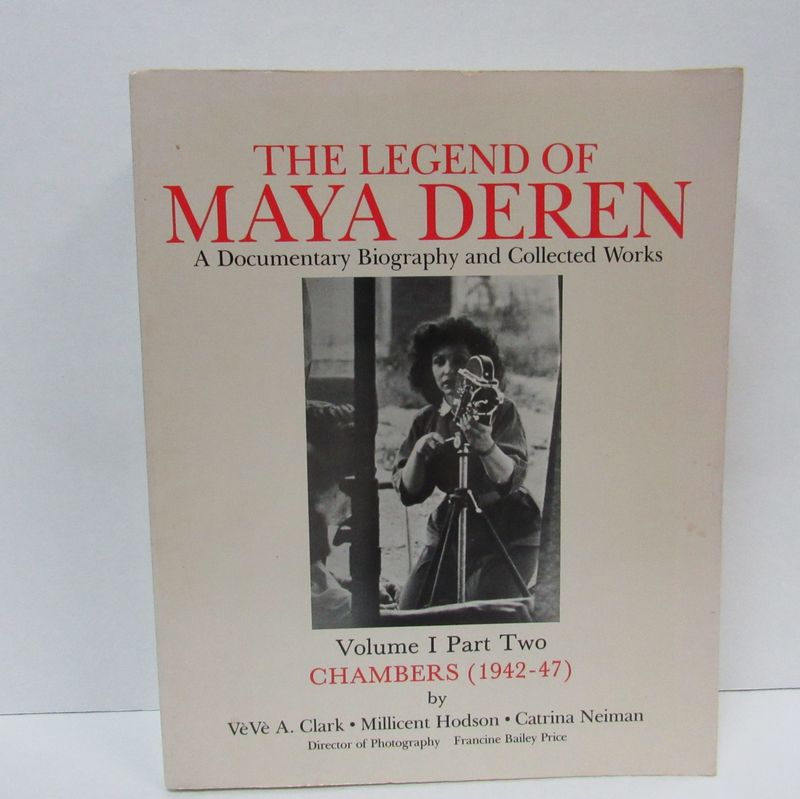 THE LEGEND OF
MAYA DEREN
A Documentary Biography and Collected Works
Volume I Part Two
CHAMBERS (1942-47)
by
VèVè A. Clark • Millicent Hodson • Catrina Neiman
Director of Photography Francine Bailey Price